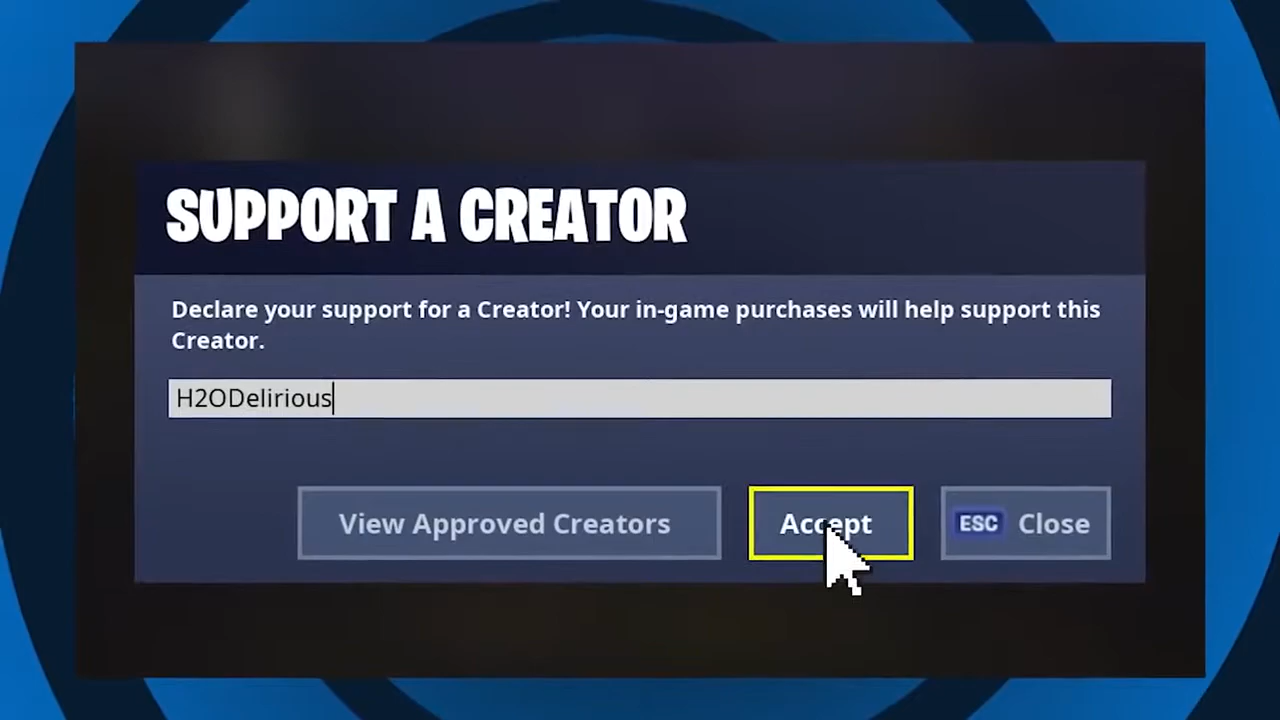 SUPPORT A CREATOR
Declare your support for a Creator! Your in-game purchases will help support this
Creator.
H2ODelirious
View Approved Creators
Accept
ESC Close